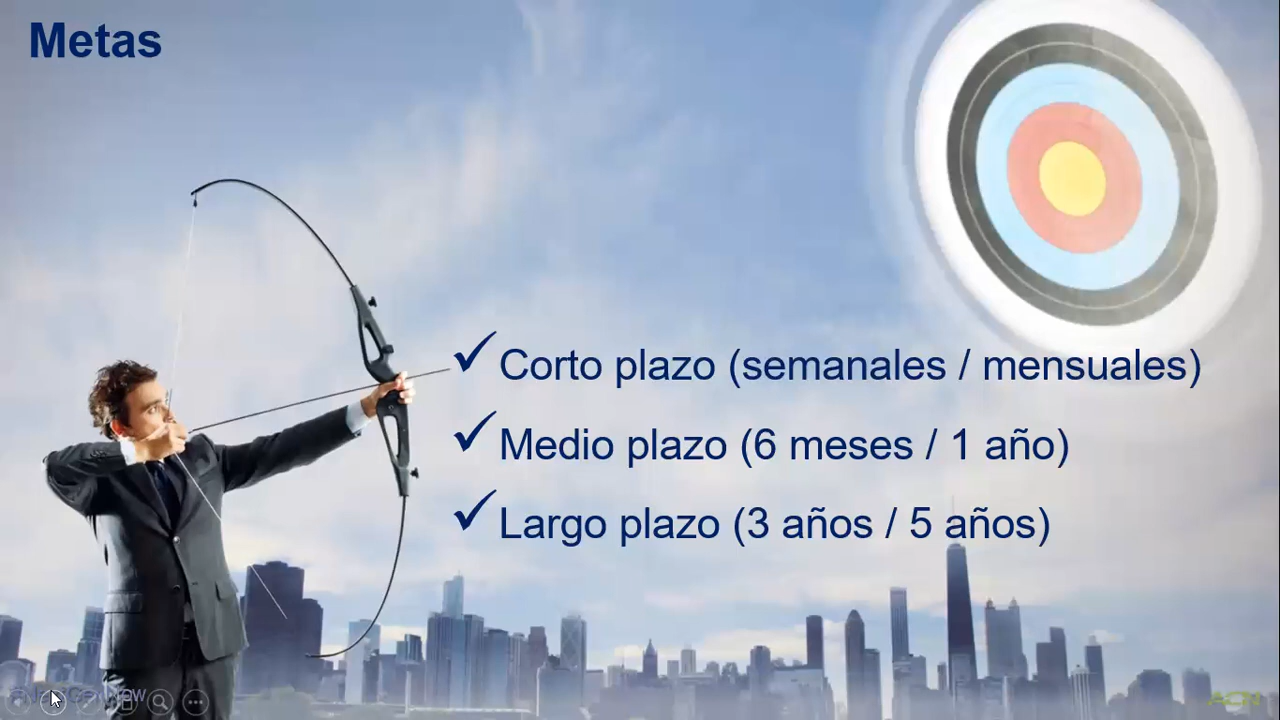 Metas
✓Corto plazo (semanales / mensuales)
✓Medio plazo (6 meses / 1 año)
✓Largo plazo (3 años / 5 años)